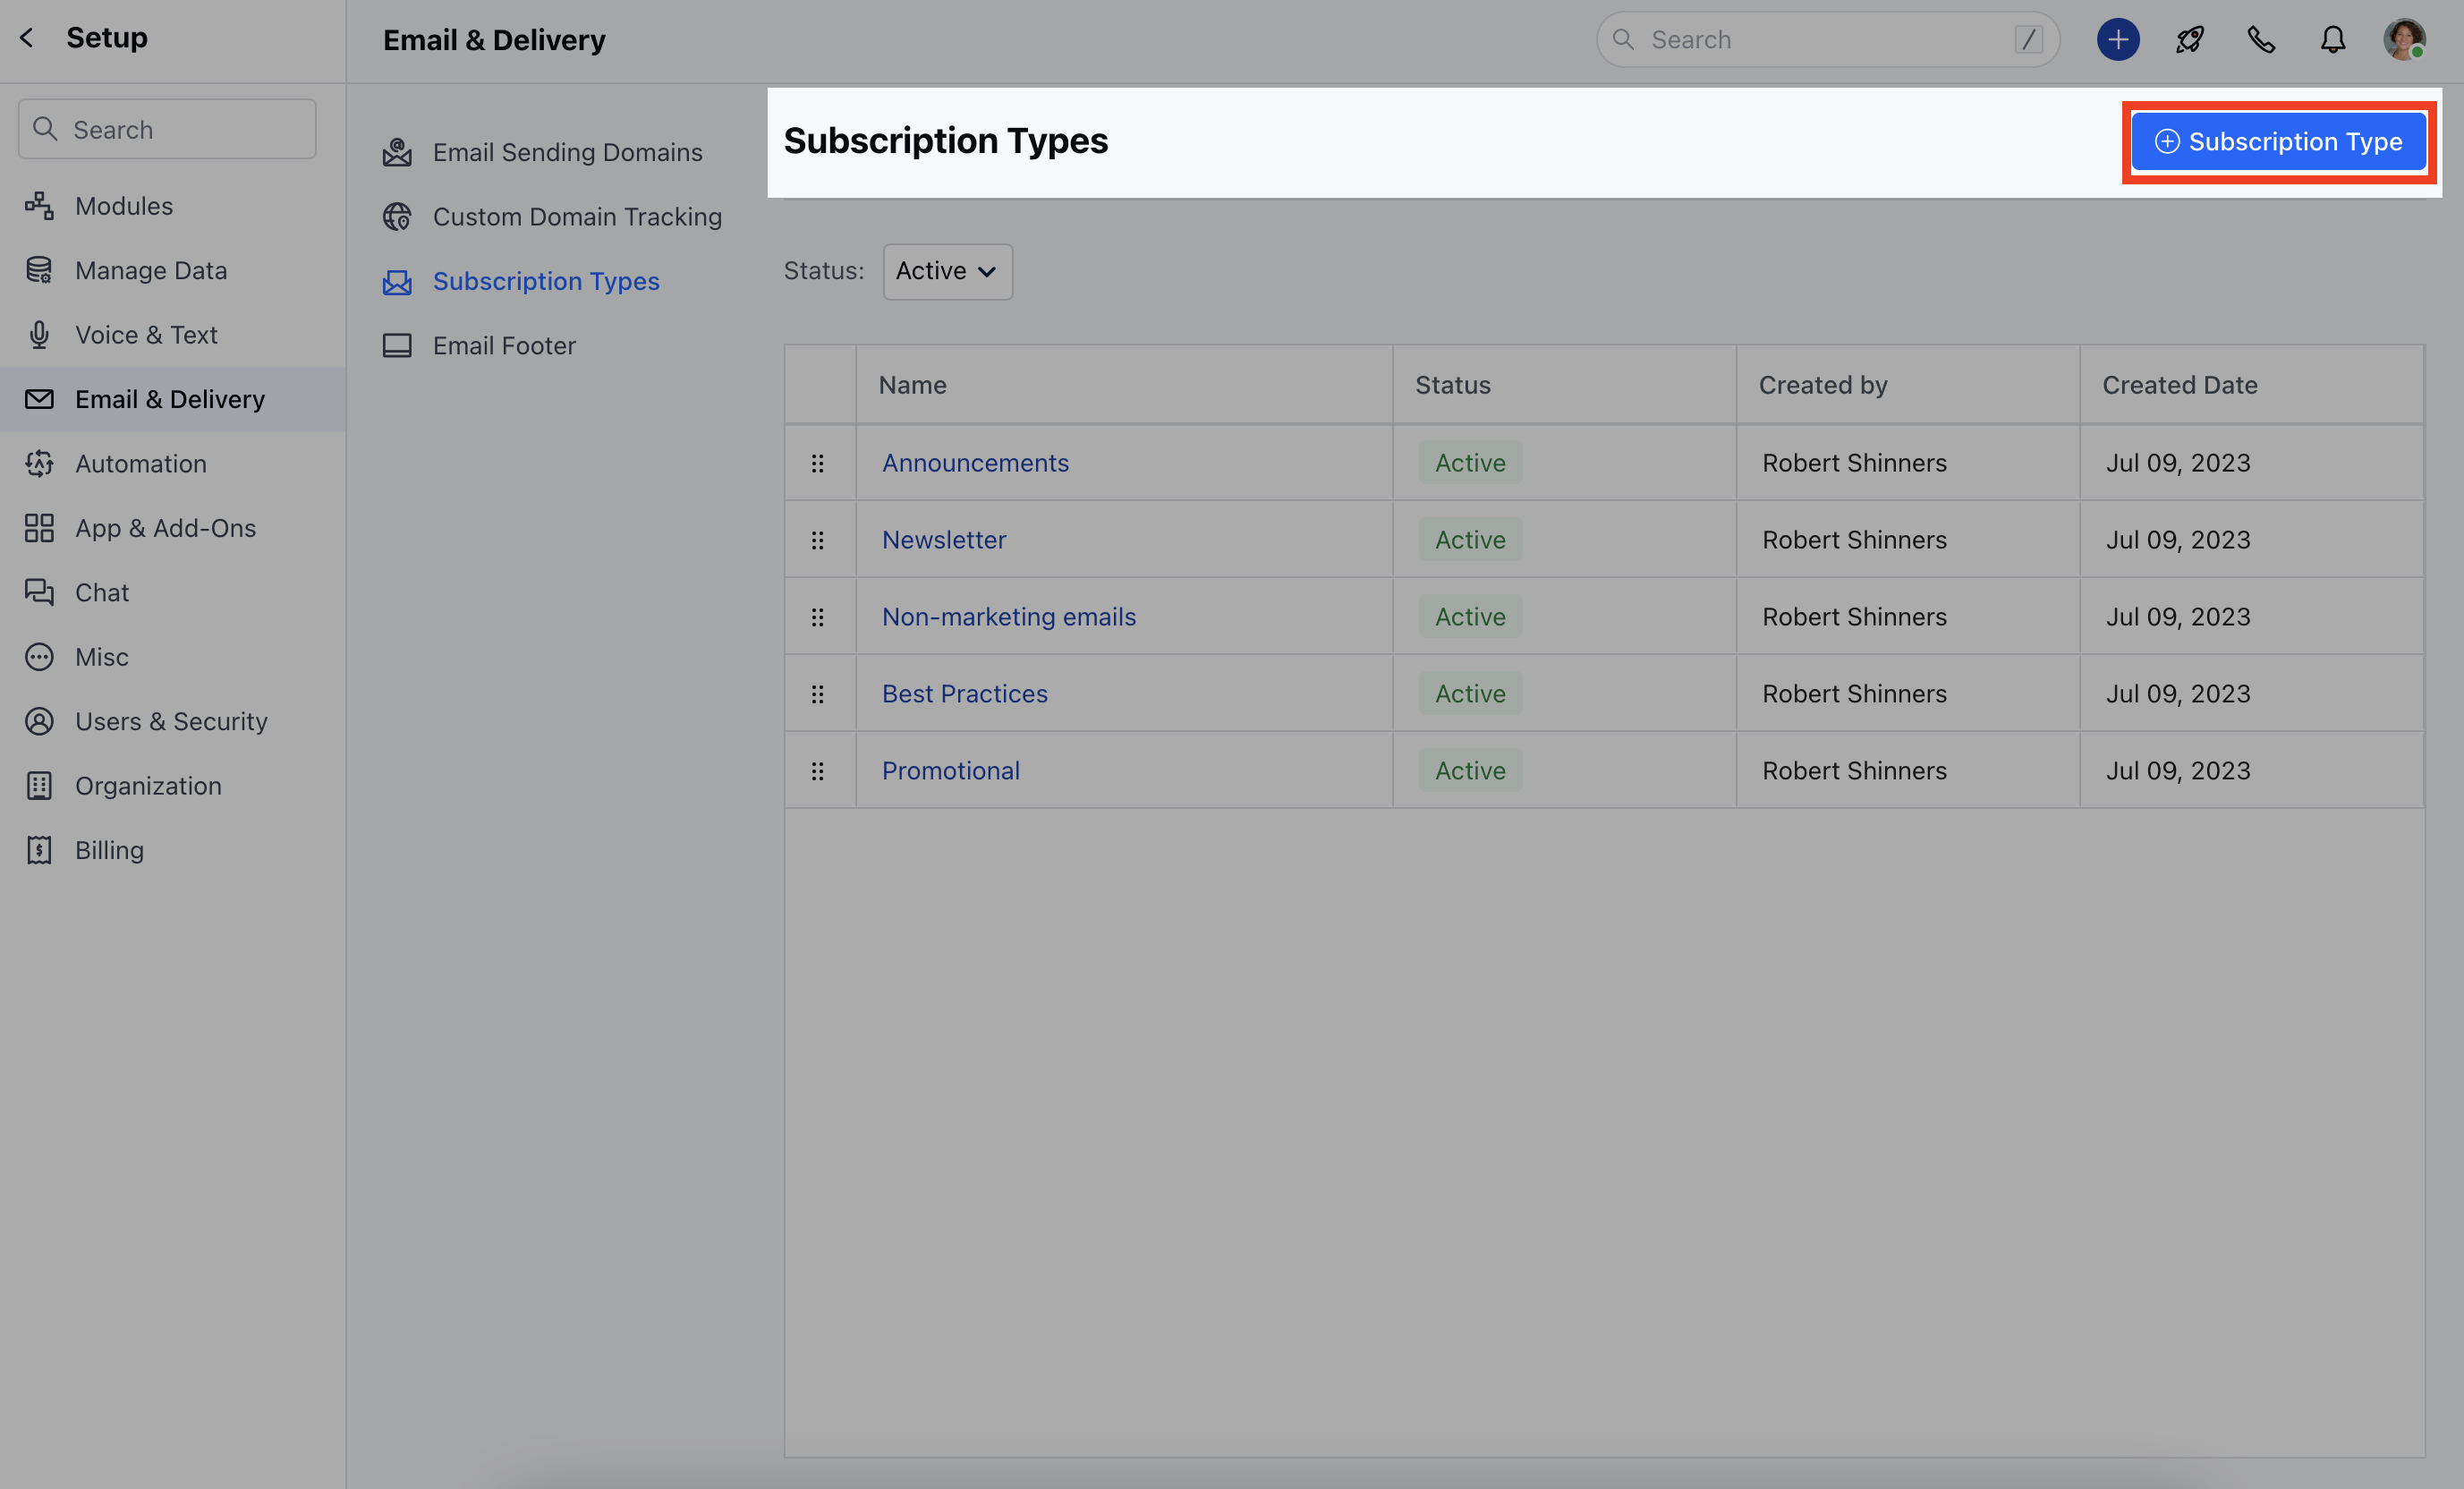 Setup
Email & Delivery
Search /
Search
Modules
Manage Data
Voice & Text
Email & Delivery
Automation
App & Add-Ons
Chat
Misc
Users & Security
Organization
Billing
Email Sending Domains
Custom Domain Tracking
Subscription Types
Email Footer
Subscription Types
Subscription Type
Status: Active
Name Status Created by Created Date
Announcements Active Robert Shinners Jul 09, 2023
Newsletter Active Robert Shinners Jul 09, 2023
Non-marketing emails Active Robert Shinners Jul 09, 2023
Best Practices Active Robert Shinners Jul 09, 2023
Promotional Active Robert Shinners Jul 09, 2023